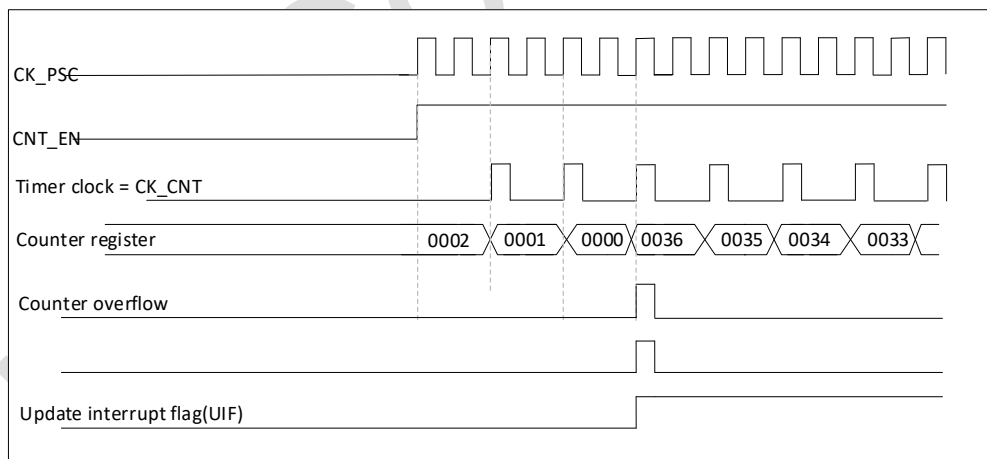 CK_PSC
CNT_EN
Timer clock = CK_CNT
Counter register
0002 0001 0000 0036 0035 0034 0033
Counter overflow
Update interrupt flag(UIF)